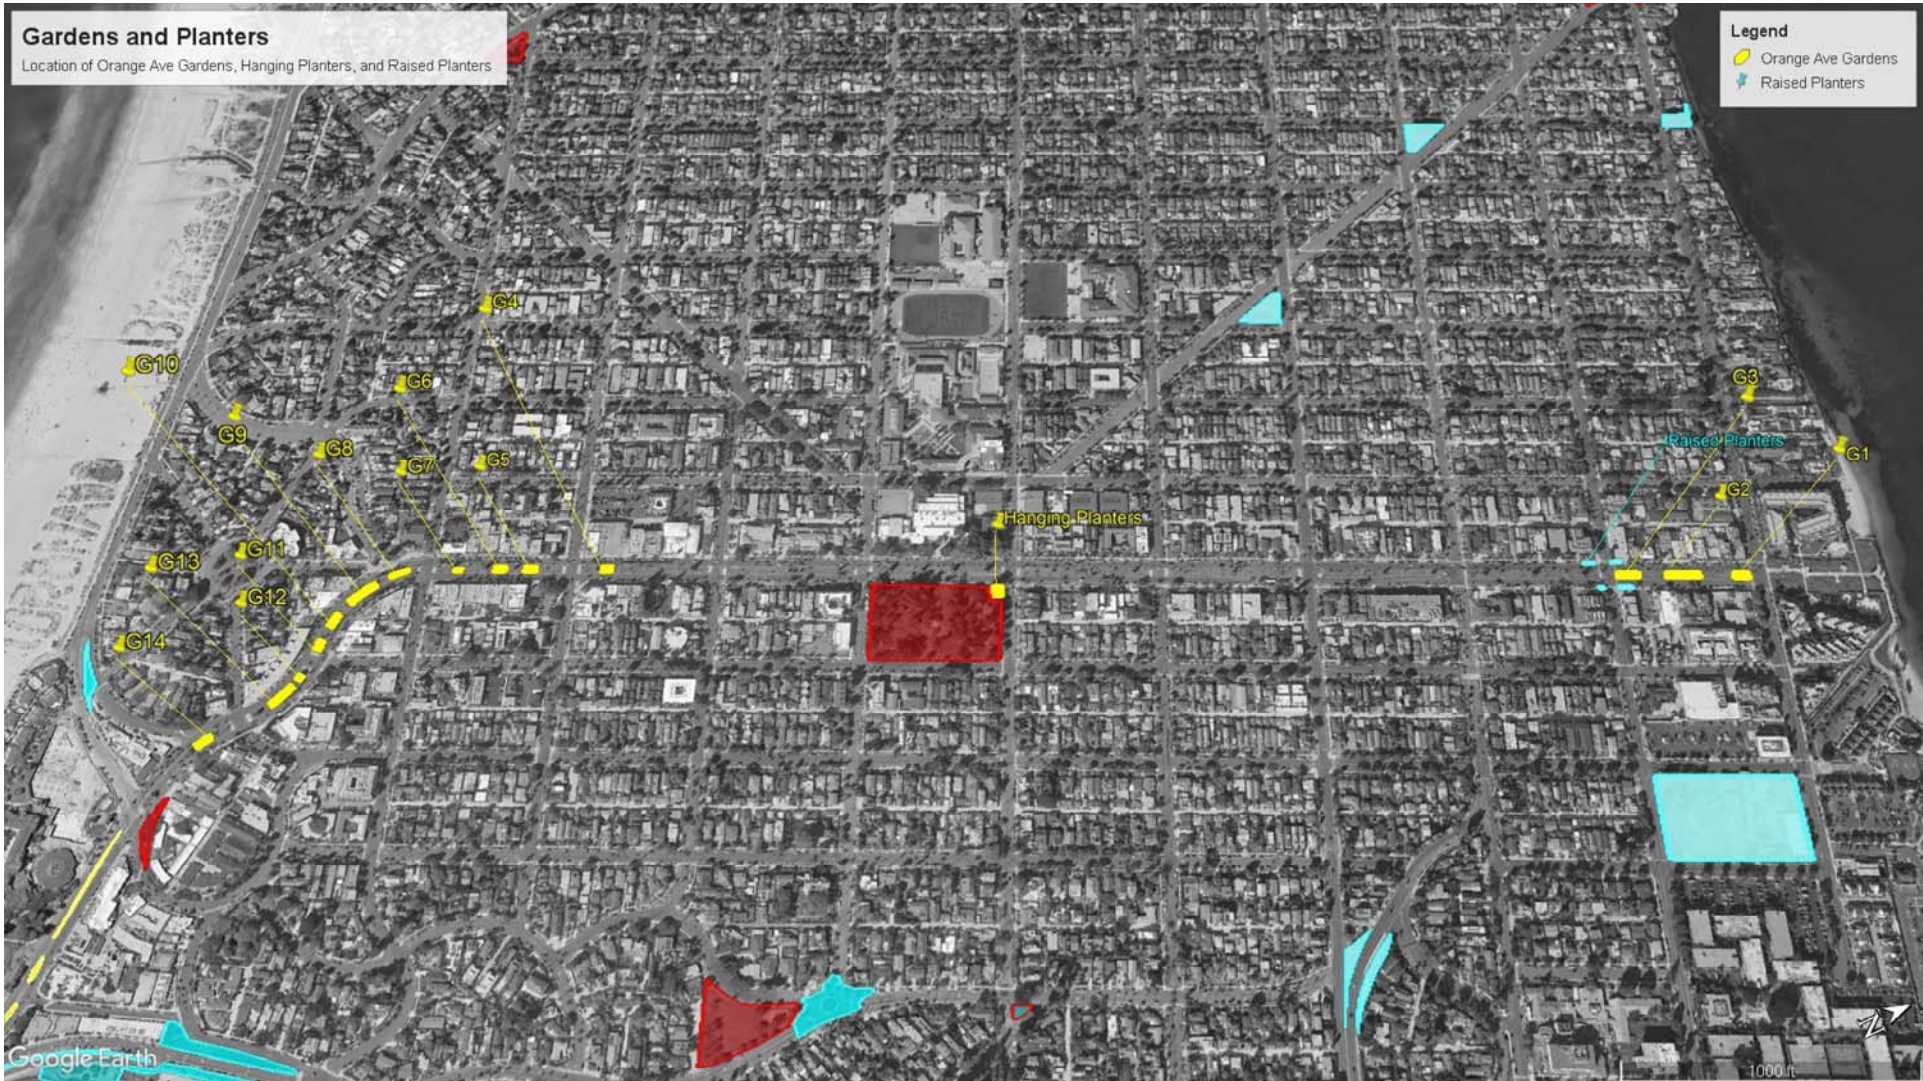 Gardens and Planters
Location of Orange Ave Gardens, Hanging Planters, and Raised Planters
Legend
Orange Ave Gardens
Raised Planters
G4
G10
G6
G3
G9
G8
G7
G5
Raised Planters
G1
G2
Hanging Planters
G13
G11
G12
G14
N
Google Earth
1000 ft